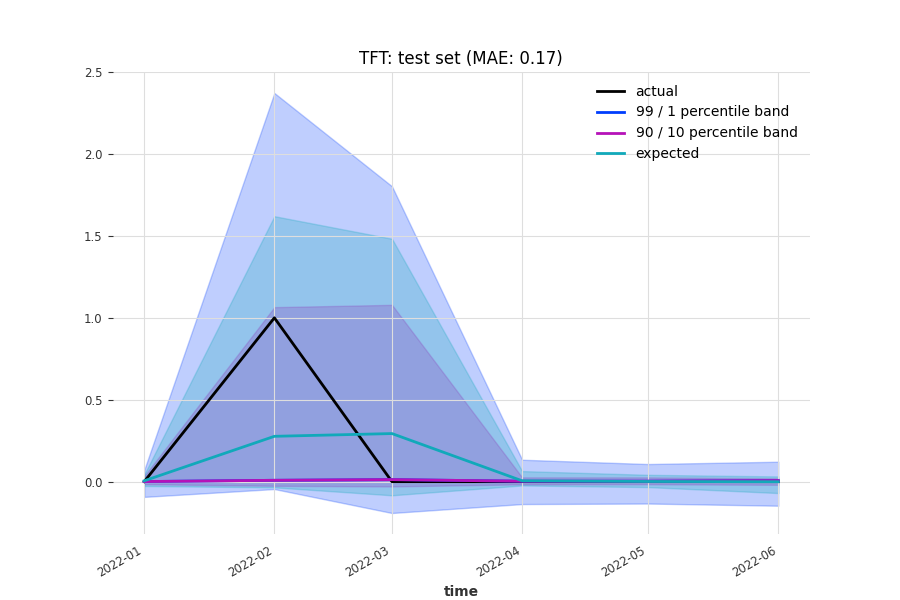 TFT: test set (MAE: 0.17)
2.5
2.0
1.5
1.0
0.5
0.0
actual
99 / 1 percentile band
90 / 10 percentile band
expected
2022-01
2022-02
2022-03
2022-04
2022-05
2022-06
time